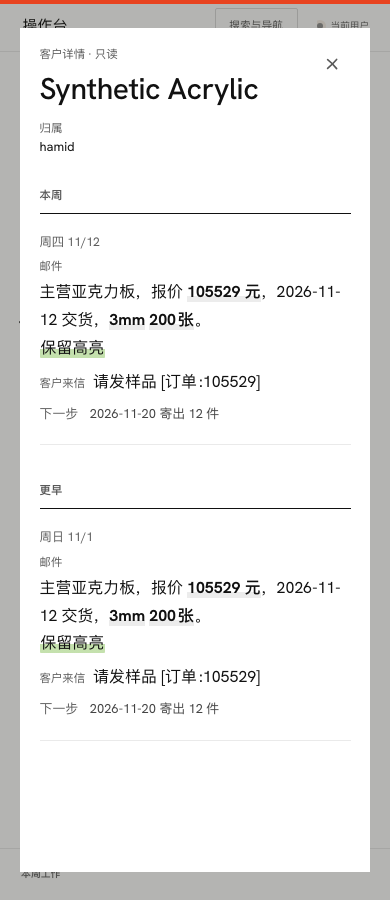 操作台
搜索与导航
当前用户
客户详情 · 只读
Synthetic Acrylic
归属
hamid
本周
周四 11/12
邮件
主营亚克力板，报价 105529 元，2026-11-
12 交货，3mm 200 张。
保留高亮
客户来信 请发样品 [订单:105529]
下一步 2026-11-20 寄出 12 件
更早
周日 11/1
邮件
主营亚克力板，报价 105529 元，2026-11-
12 交货，3mm 200 张。
保留高亮
客户来信 请发样品 [订单:105529]
下一步 2026-11-20 寄出 12 件
本周工作